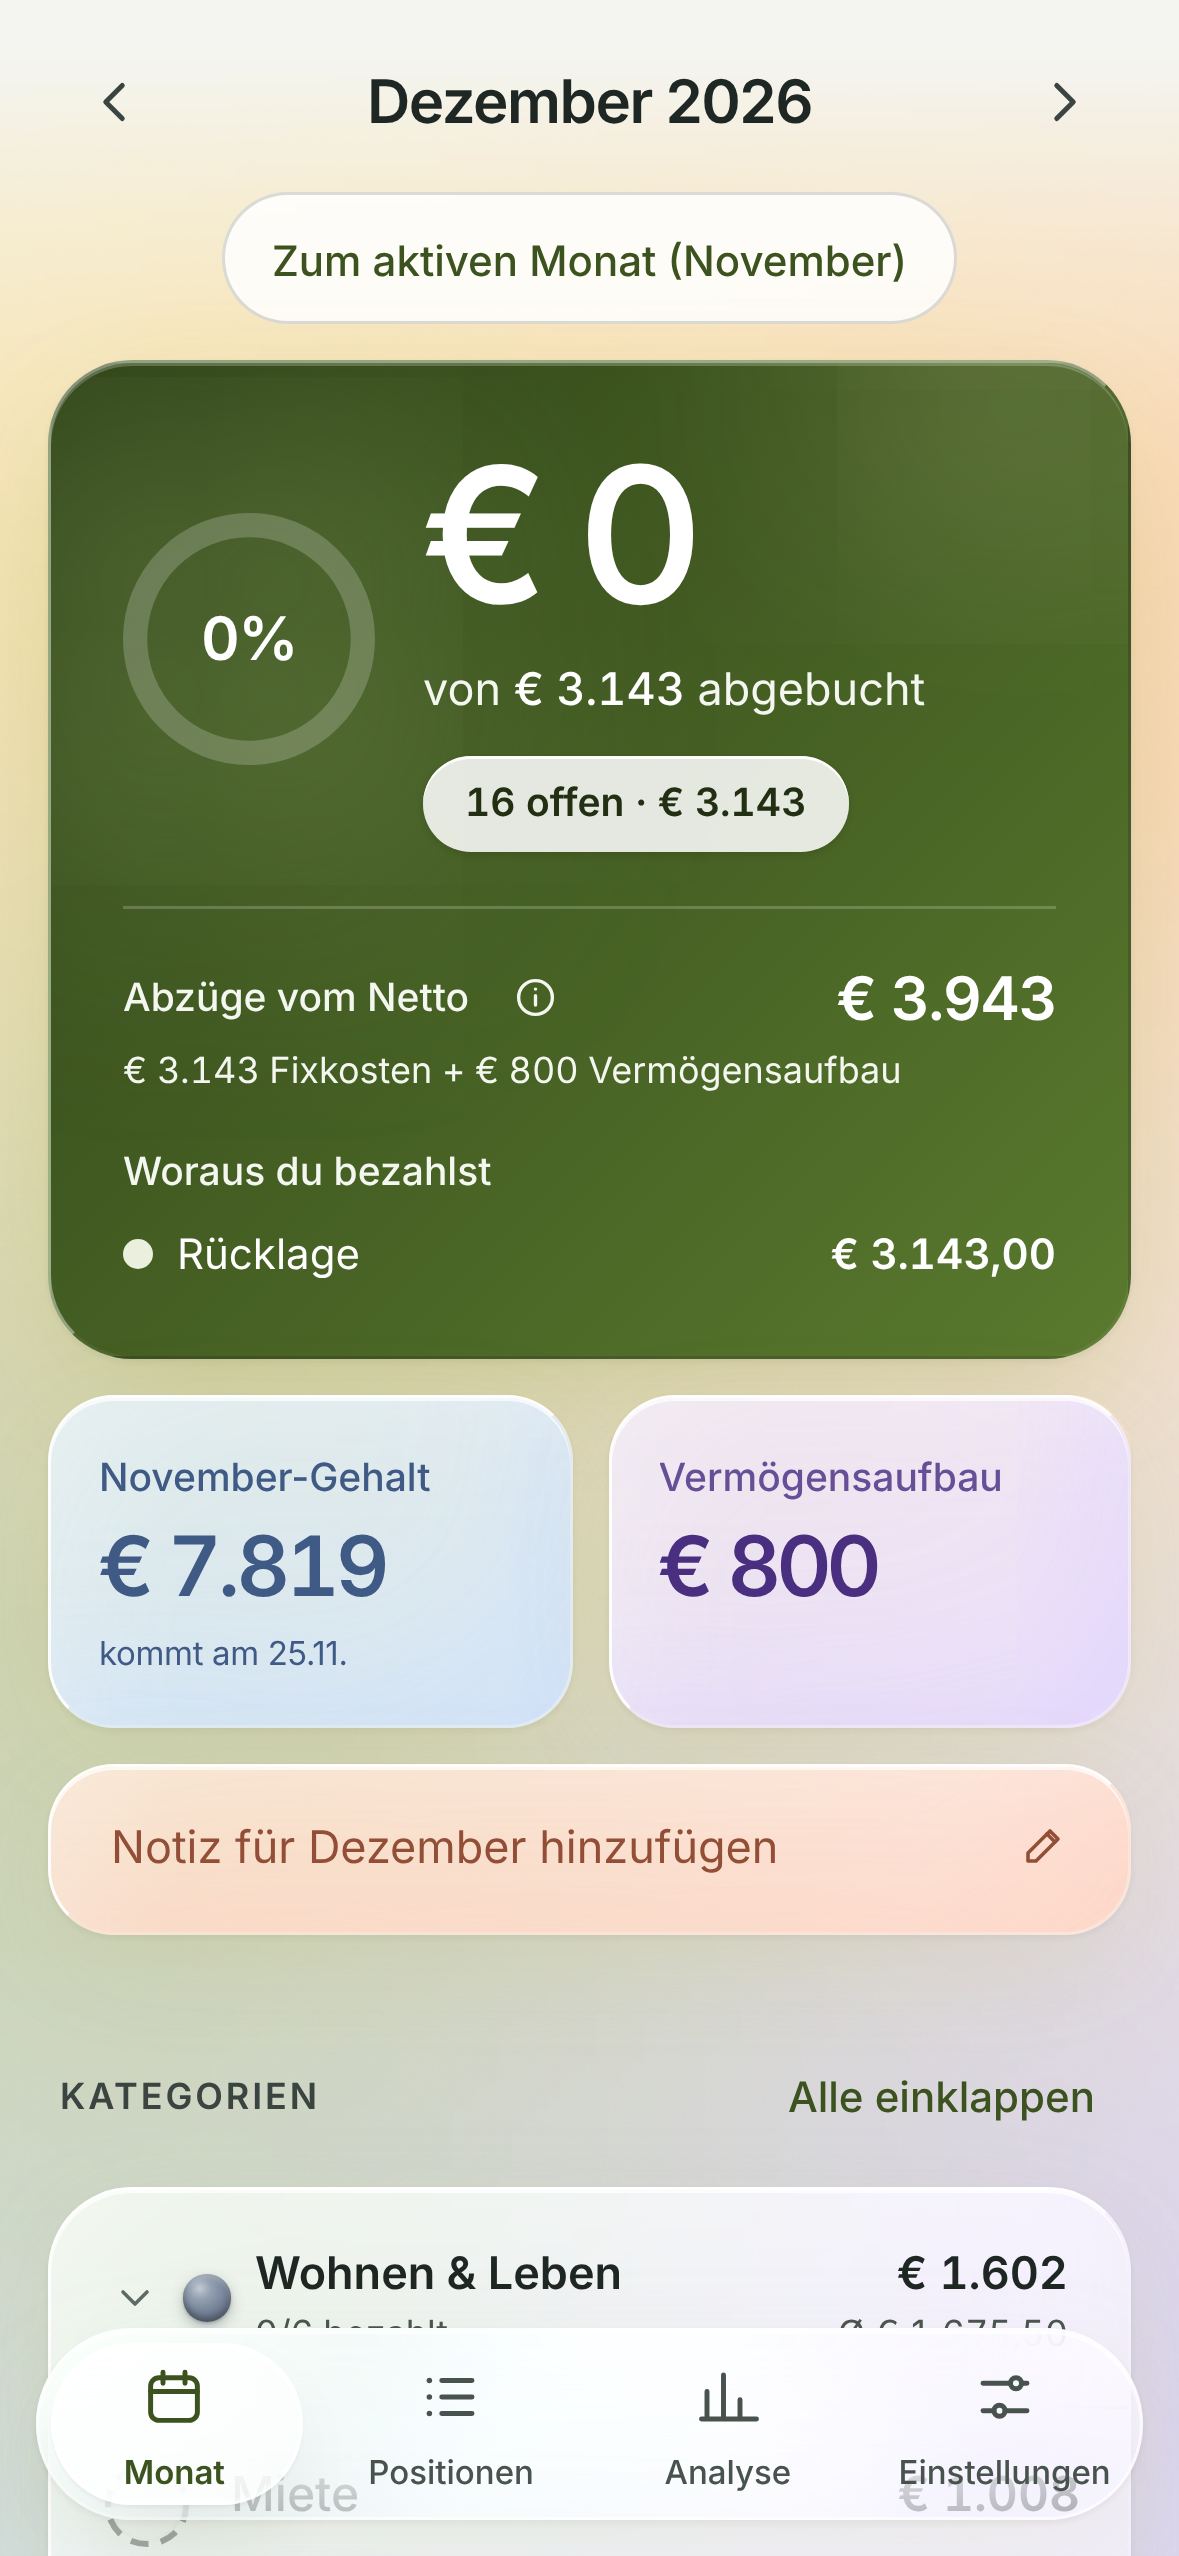 Dezember 2026
Zum aktiven Monat (November)
€ 0
0%
von € 3.143 abgebucht
16 offen · € 3.143
Abzüge vom Netto
€ 3.943
€ 3.143 Fixkosten + € 800 Vermögensaufbau
Woraus du bezahlst
Rücklage
€ 3.143,00
November-Gehalt
€ 7.819
kommt am 25.11.
Vermögensaufbau
€ 800
Notiz für Dezember hinzufügen
KATEGORIEN
Alle einklappen
Wohnen & Leben
€ 1.602
Miete
€ 1.008
Monat
Positionen
Analyse
Einstellungen